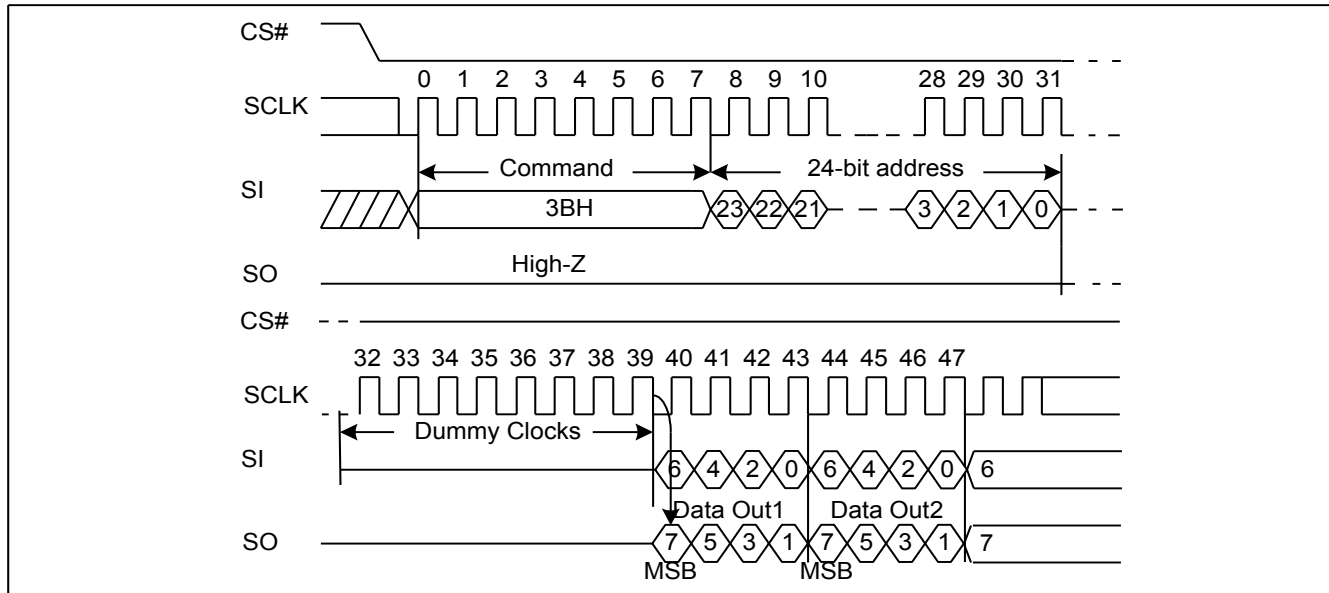 CS#
0 1 2 3 4 5 6 7 8 9 10 28 29 30 31
SCLK
Command 24-bit address
SI
3BH 23 22 21 3 2 1 0
High-Z
SO
CS#
32 33 34 35 36 37 38 39 40 41 42 43 44 45 46 47
SCLK
Dummy Clocks
SI
6 4 2 0 6 4 2 0 6
Data Out1 Data Out2
SO
7 5 3 1 7 5 3 1 7
MSB MSB